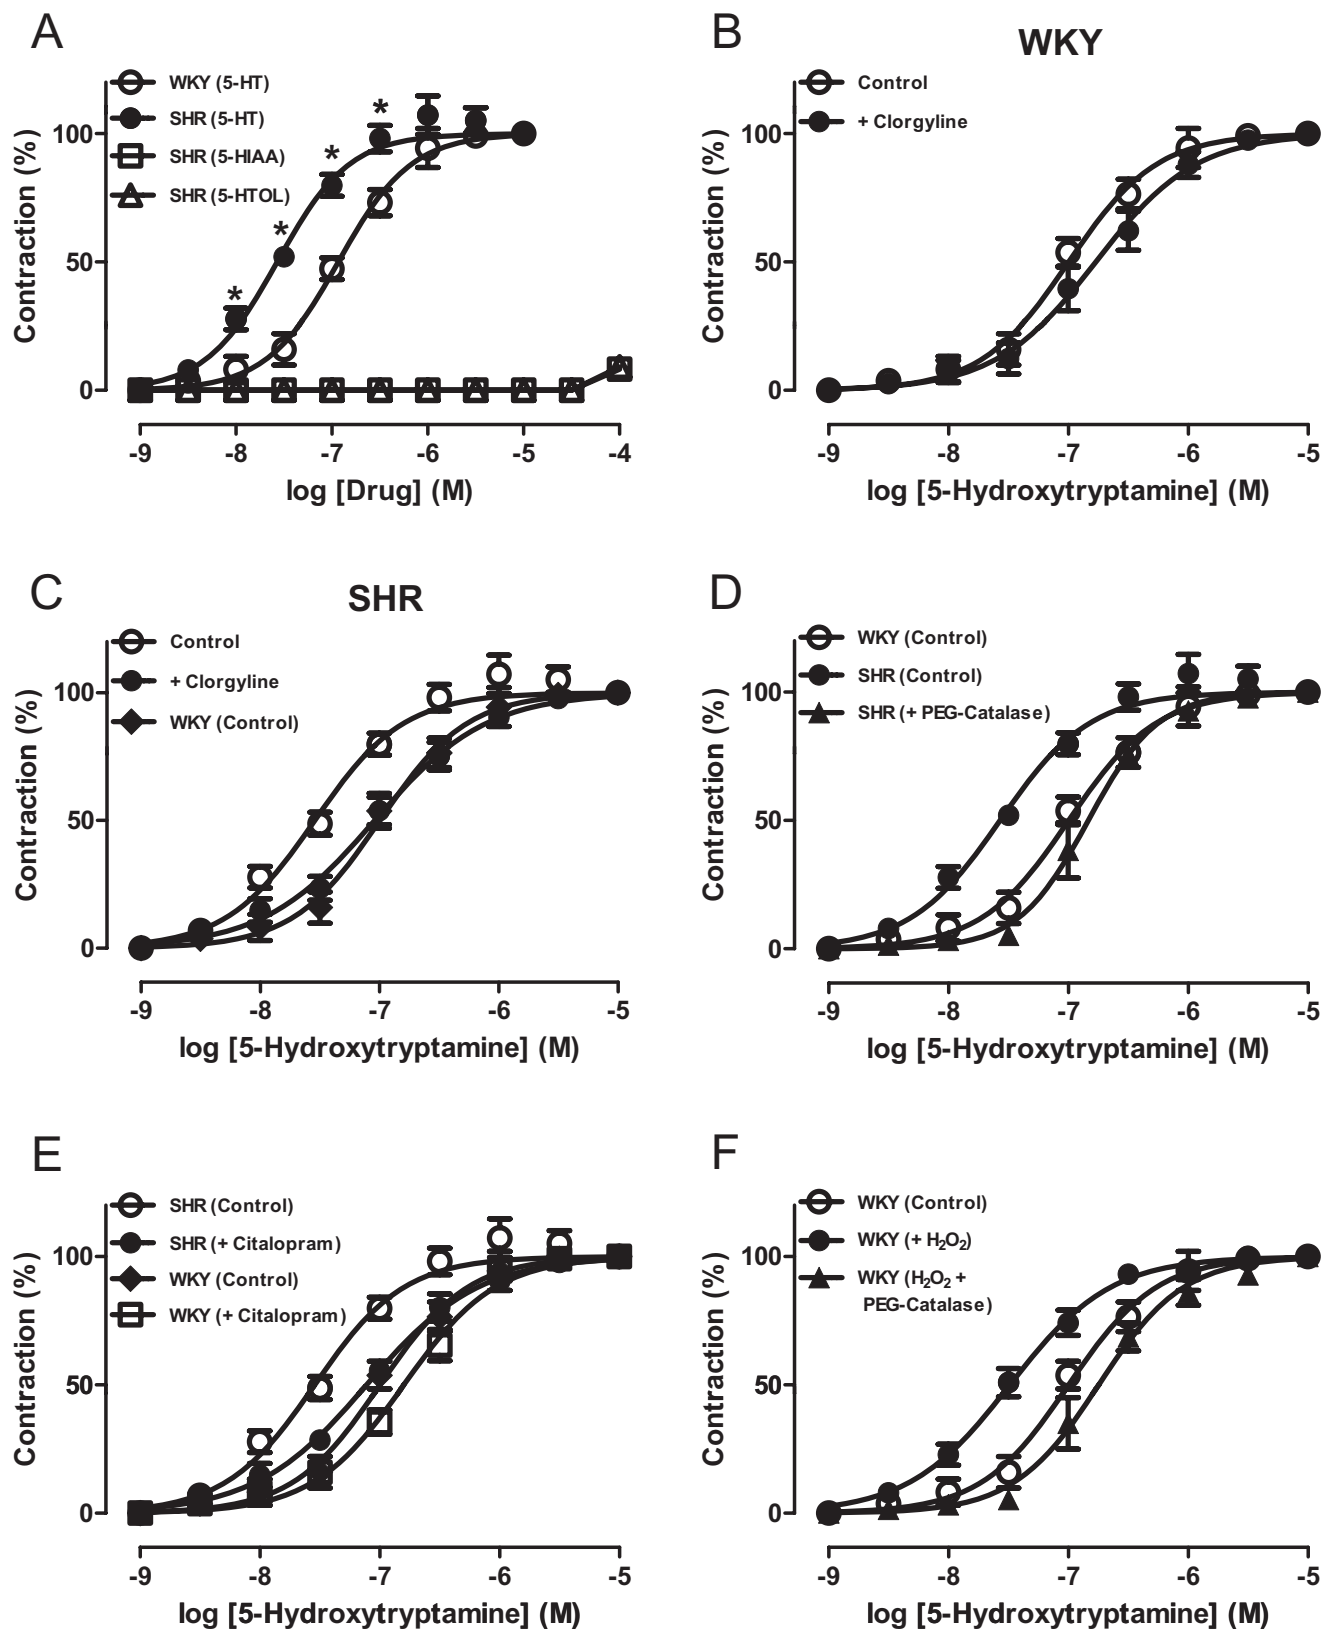 A
WKY (5-HT)
SHR (5-HT)
SHR (5-HIAA)
SHR (5-HTOL)
* * * *
Contraction (%)
100
50
0
-9 -8 -7 -6 -5 -4
log [Drug] (M)
B
WKY
Control
+ Clorgyline
Contraction (%)
100
50
0
-9 -8 -7 -6 -5
log [5-Hydroxytryptamine] (M)
C
SHR
Control
+ Clorgyline
WKY (Control)
Contraction (%)
100
50
0
-9 -8 -7 -6 -5
log [5-Hydroxytryptamine] (M)
D
WKY (Control)
SHR (Control)
SHR (+ PEG-Catalase)
Contraction (%)
100
50
0
-9 -8 -7 -6 -5
log [5-Hydroxytryptamine] (M)
E
SHR (Control)
SHR (+ Citalopram)
WKY (Control)
WKY (+ Citalopram)
Contraction (%)
100
50
0
-9 -8 -7 -6 -5
log [5-Hydroxytryptamine] (M)
F
WKY (Control)
WKY (+ H₂O₂)
WKY (H₂O₂ +
PEG-Catalase)
Contraction (%)
100
50
0
-9 -8 -7 -6 -5
log [5-Hydroxytryptamine] (M)